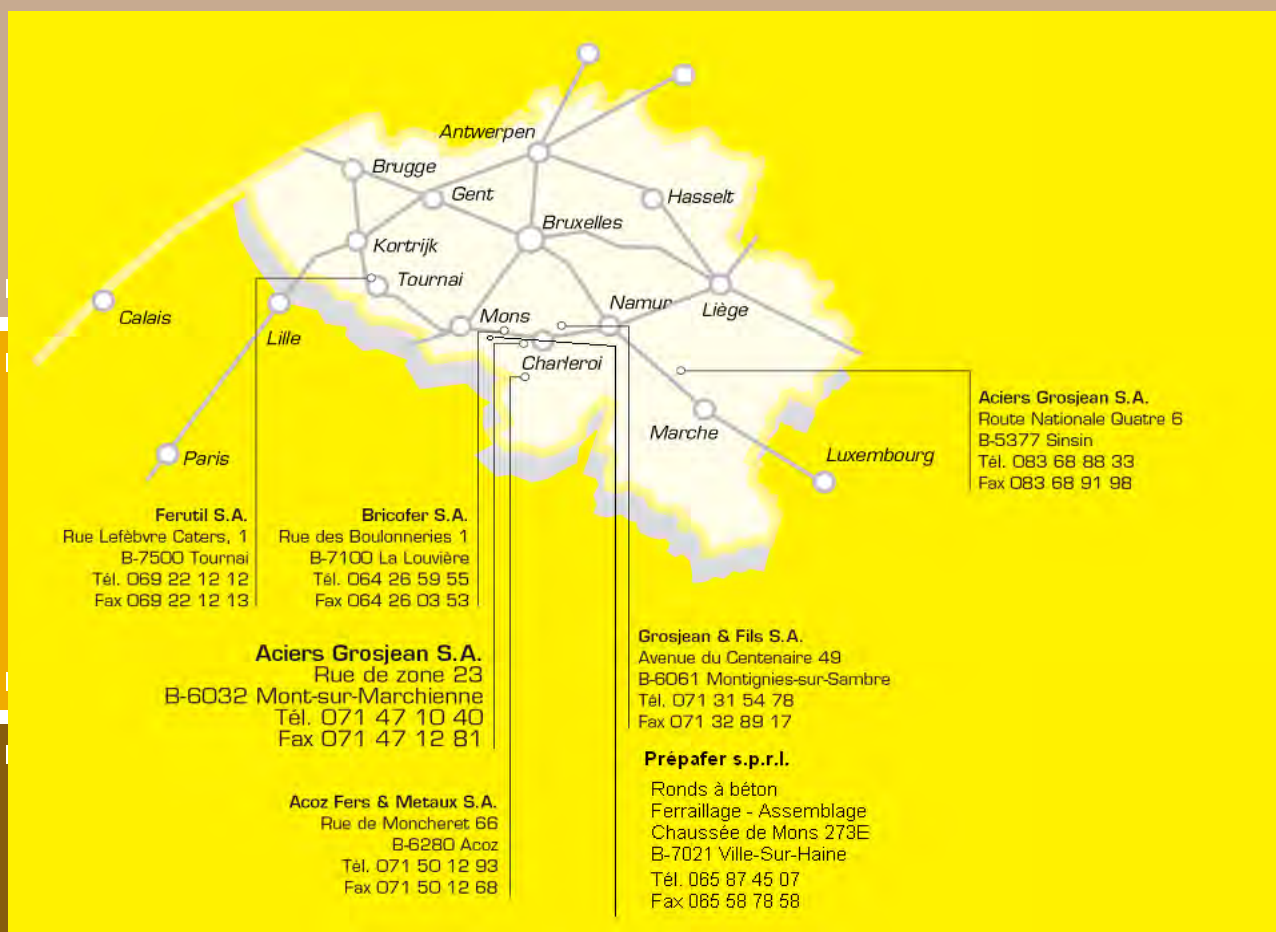 Antwerpen
Brugge
Gent
Hasselt
Bruxelles
Kortrijk
Tournai
Calais
Lille
Mons
Namur
Liège
Charleroi
Marche
Paris
Luxembourg
Aciers Grosjean S.A.
Route Nationale Quatre 6
B-5377 Sinsin
Tél. 083 68 88 33
Fax 083 68 91 98
Ferutil S.A.
Rue Lefèbvre Caters, 1
B-7500 Tournai
Tél. 069 22 12 12
Fax 069 22 12 13
Bricofer S.A.
Rue des Boulonneries 1
B-7100 La Louvière
Tél. 064 26 59 55
Fax 064 26 03 53
Aciers Grosjean S.A.
Rue de zone 23
B-6032 Mont-sur-Marchienne
Tél. 071 47 10 40
Fax 071 47 12 81
Grosjean & Fils S.A.
Avenue du Centenaire 49
B-6061 Montignies-sur-Sambre
Tél. 071 31 54 78
Fax 071 32 89 17
Acoz Fers & Metaux S.A.
Rue de Moncheret 66
B-6280 Acoz
Tél. 071 50 12 93
Fax 071 50 12 68
Prépafer s.p.r.l.
Ronds à béton
Ferraillage - Assemblage
Chaussée de Mons 273E
B-7021 Ville-Sur-Haine
Tél. 065 87 45 07
Fax 065 58 78 58